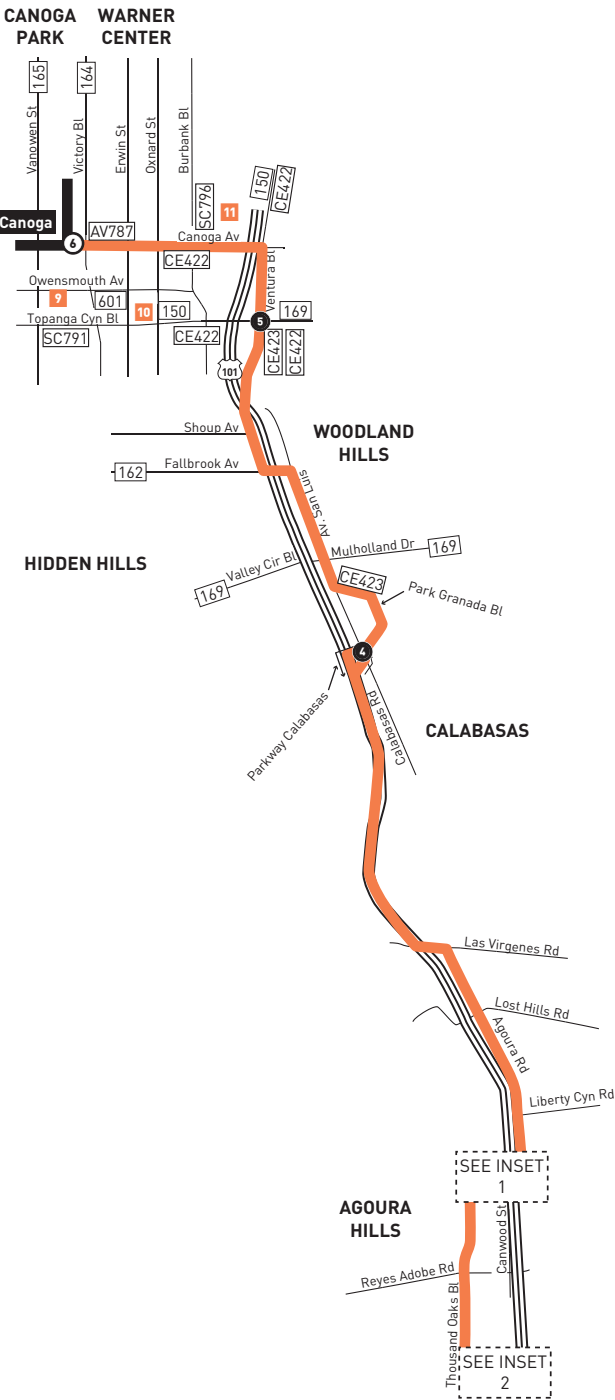 CANOGA
PARK
WARNER
CENTER
165
164
Vanowen St
Victory Bl
Erwin St
Oxnard St
Burbank Bl
SC796
11
150
CE422
Canoga
6
AV787
Canoga Av
CE422
Ventura Bl
Owensmouth Av
9
601
10
150
169
Topanga Cyn Bl
5
SC791
CE422
CE423
CE422
101
Shoup Av
WOODLAND
HILLS
162
Fallbrook Av
Av. San Luis
HIDDEN HILLS
Valley Cir Bl
Mulholland Dr
169
169
CE423
Park Granada Bl
4
Parkway Calabasas
Calabasas Rd
CALABASAS
Las Virgenes Rd
Lost Hills Rd
Agoura Rd
Liberty Cyn Rd
SEE INSET
1
AGOURA
HILLS
Canwood St
Reyes Adobe Rd
Thousand Oaks Bl
SEE INSET
2